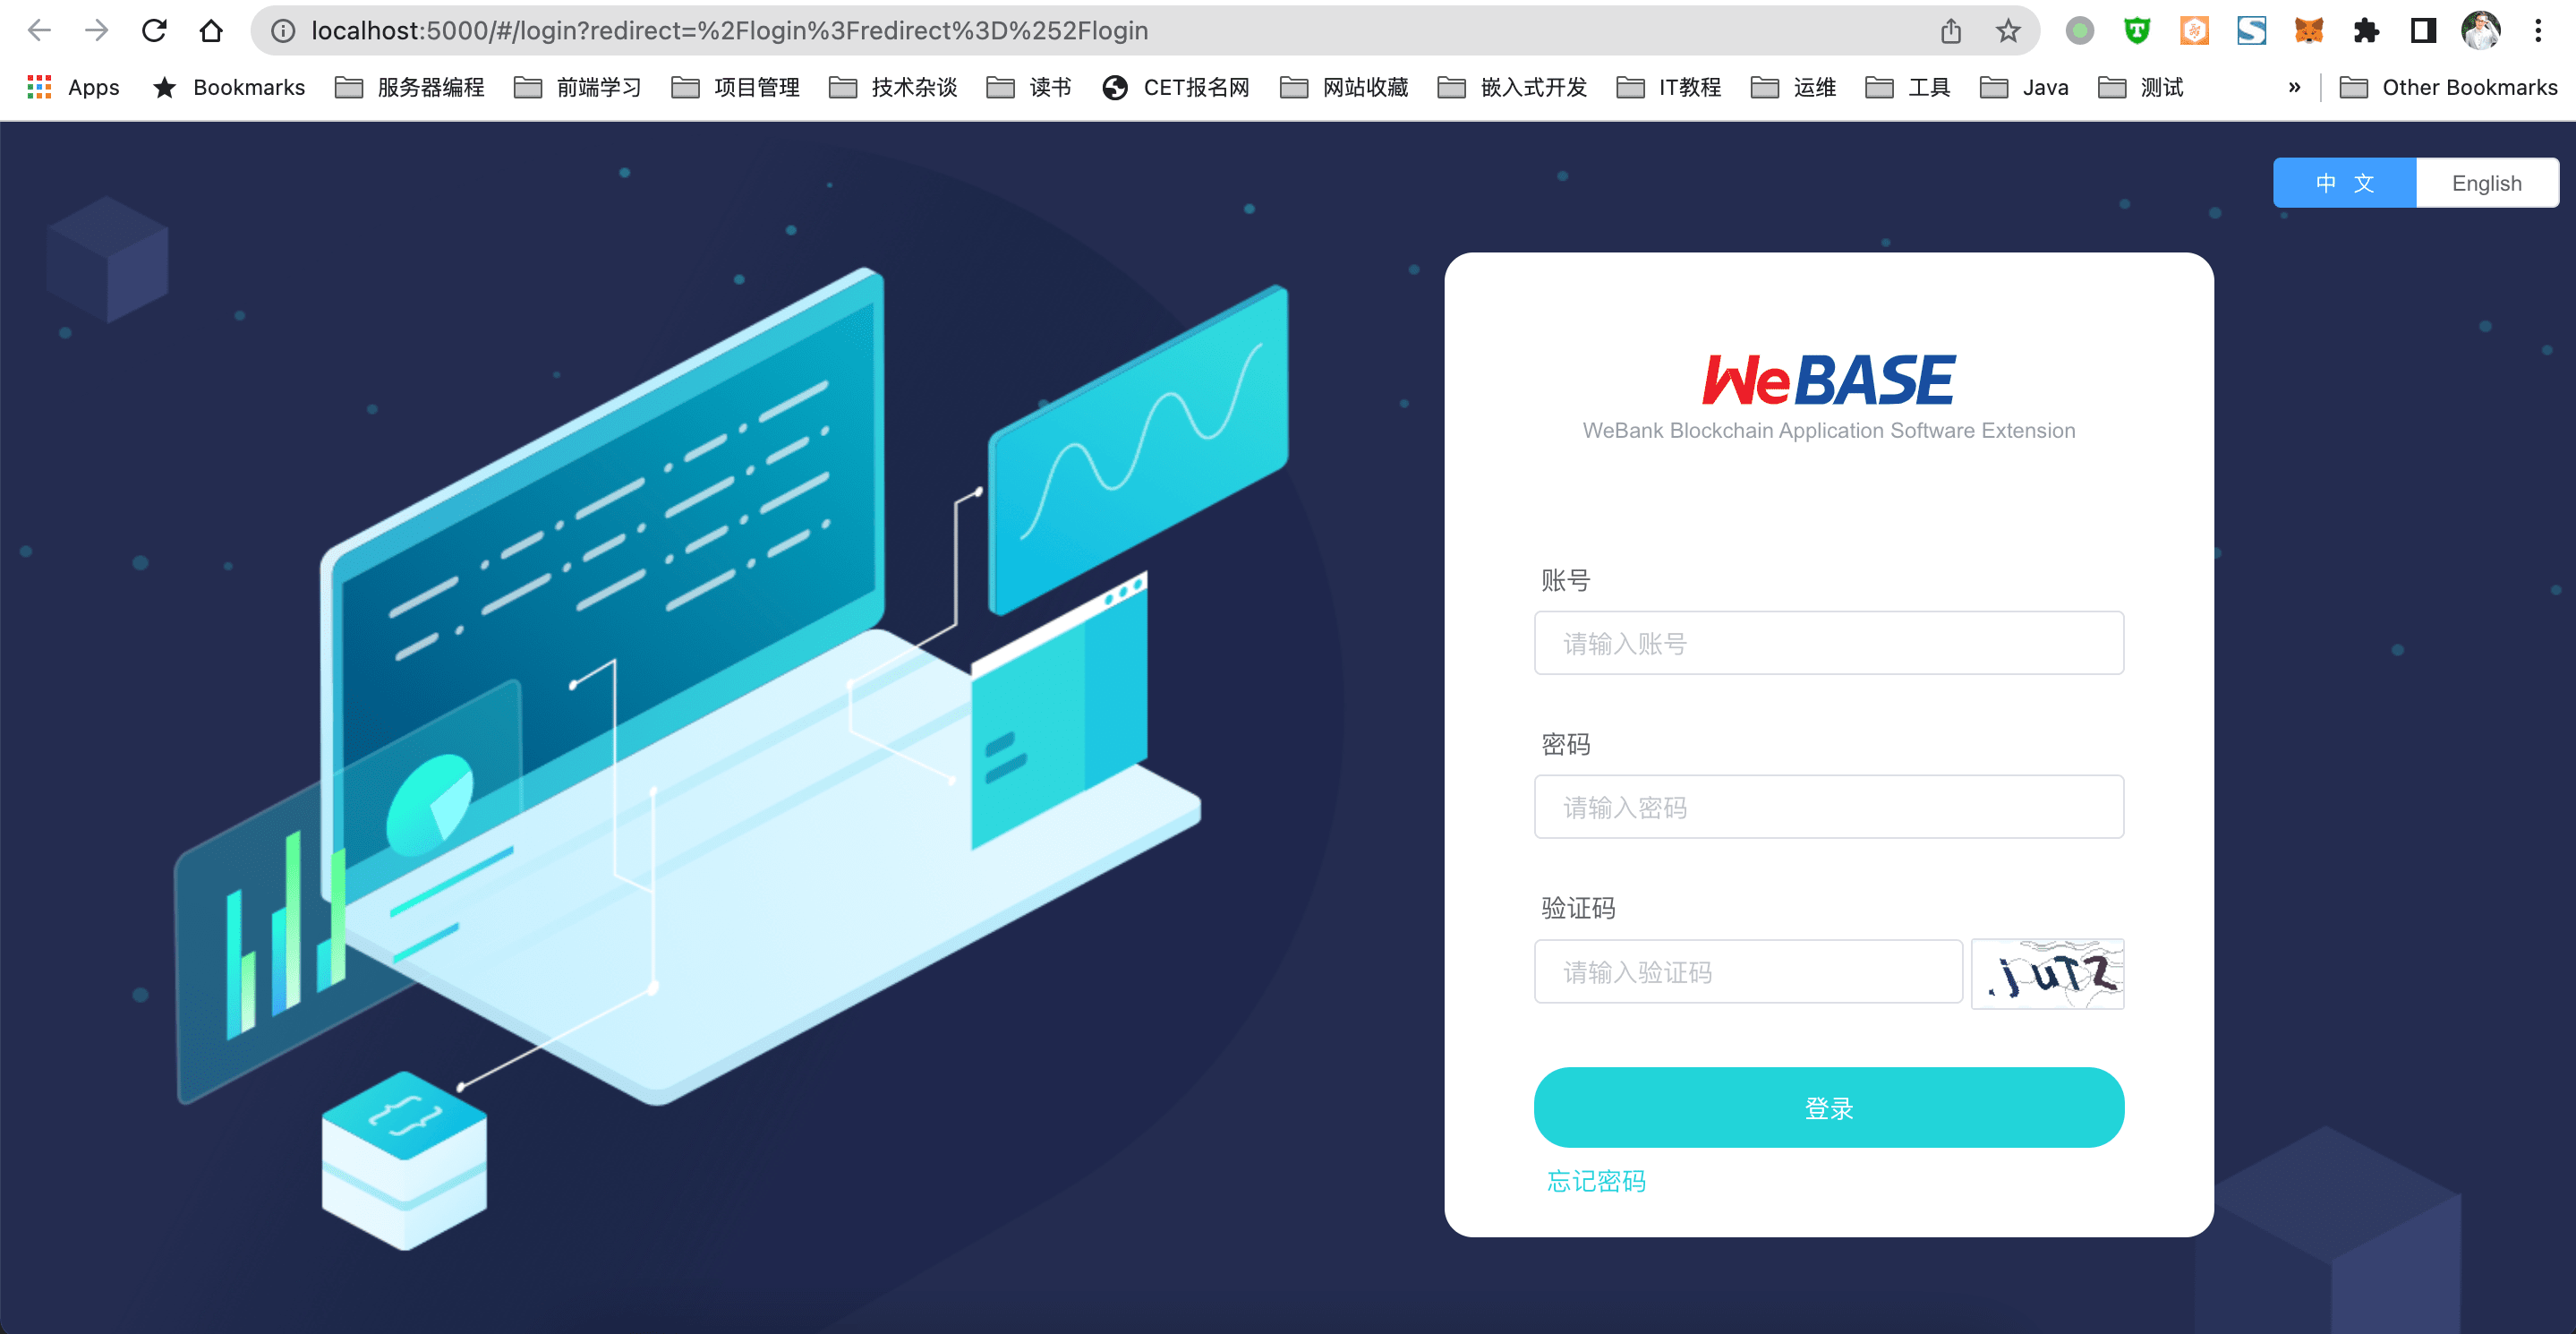 localhost:5000/#/login?redirect=%2Flogin%3Fredirect%3D%252Flogin
Apps Bookmarks 服务器编程 前端学习 项目管理 技术杂谈 读书 CET报名网 网站收藏 嵌入式开发 IT教程 运维 工具 Java 测试 » Other Bookmarks
中 文 English
WeBASE
WeBank Blockchain Application Software Extension
账号
请输入账号
密码
请输入密码
验证码
请输入验证码
juT2
登录
忘记密码